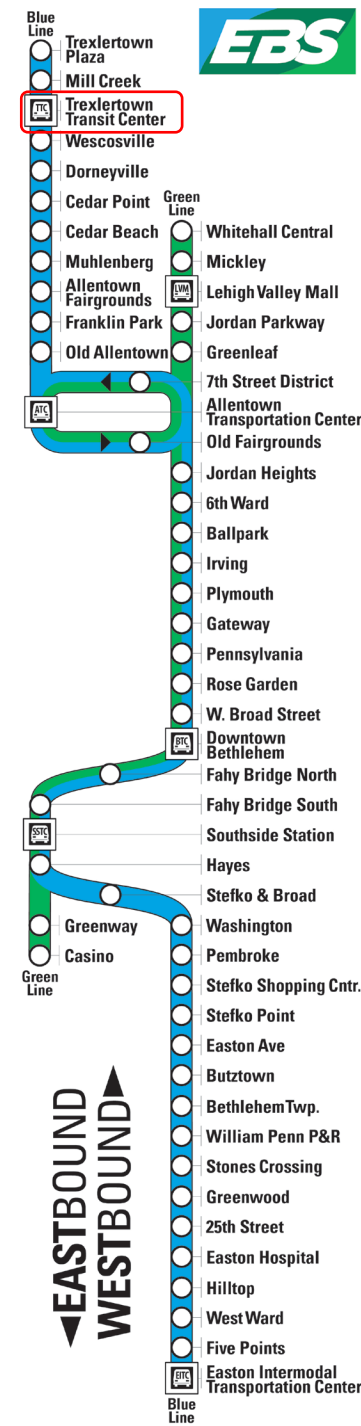 Blue
Line
EBS
Trexlertown
Plaza
Mill Creek
TTC
Trexlertown
Transit Center
Wescosville
Dorneyville
Cedar Point
Green
Line
Cedar Beach
Whitehall Central
Muhlenberg
Mickley
Allentown
Fairgrounds
LVM
Lehigh Valley Mall
Franklin Park
Jordan Parkway
Old Allentown
Greenleaf
7th Street District
ATC
Allentown
Transportation Center
Old Fairgrounds
Jordan Heights
6th Ward
Ballpark
Irving
Plymouth
Gateway
Pennsylvania
Rose Garden
W. Broad Street
BTC
Downtown
Bethlehem
Fahy Bridge North
Fahy Bridge South
SSTC
Southside Station
Hayes
Stefko & Broad
Greenway
Washington
Casino
Pembroke
Green
Line
Stefko Shopping Cntr.
Stefko Point
Easton Ave
Butztown
Bethlehem Twp.
William Penn P&R
Stones Crossing
Greenwood
25th Street
Easton Hospital
Hilltop
West Ward
Five Points
EASTBOUND
WESTBOUND
EITC
Easton Intermodal
Transportation Center
Blue
Line